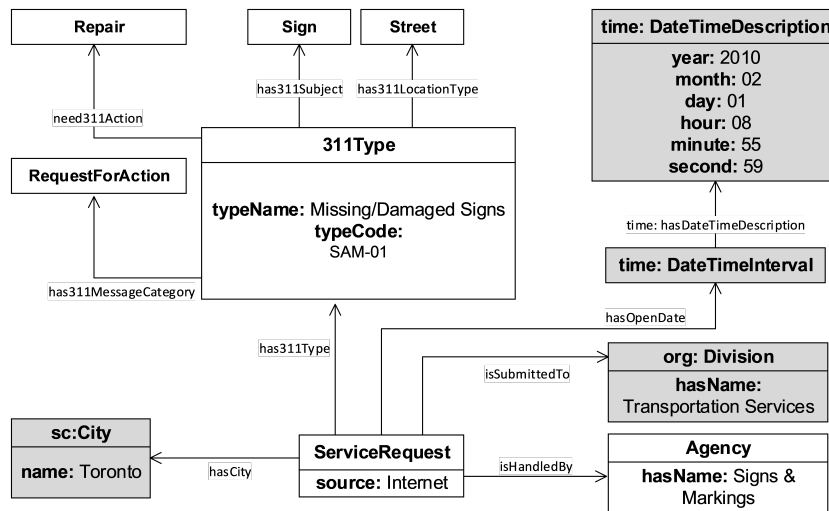 Repair
Sign
Street
time: DateTimeDescription
year: 2010
month: 02
day: 01
hour: 08
minute: 55
second: 59
has311Subject
has311LocationType
need311Action
311Type
typeName: Missing/Damaged Signs
typeCode:
SAM-01
RequestForAction
has311MessageCategory
time: hasDateTimeDescription
time: DateTimeInterval
hasOpenDate
has311Type
isSubmittedTo
org: Division
hasName:
Transportation Services
sc:City
name: Toronto
hasCity
ServiceRequest
source: Internet
isHandledBy
Agency
hasName: Signs &
Markings